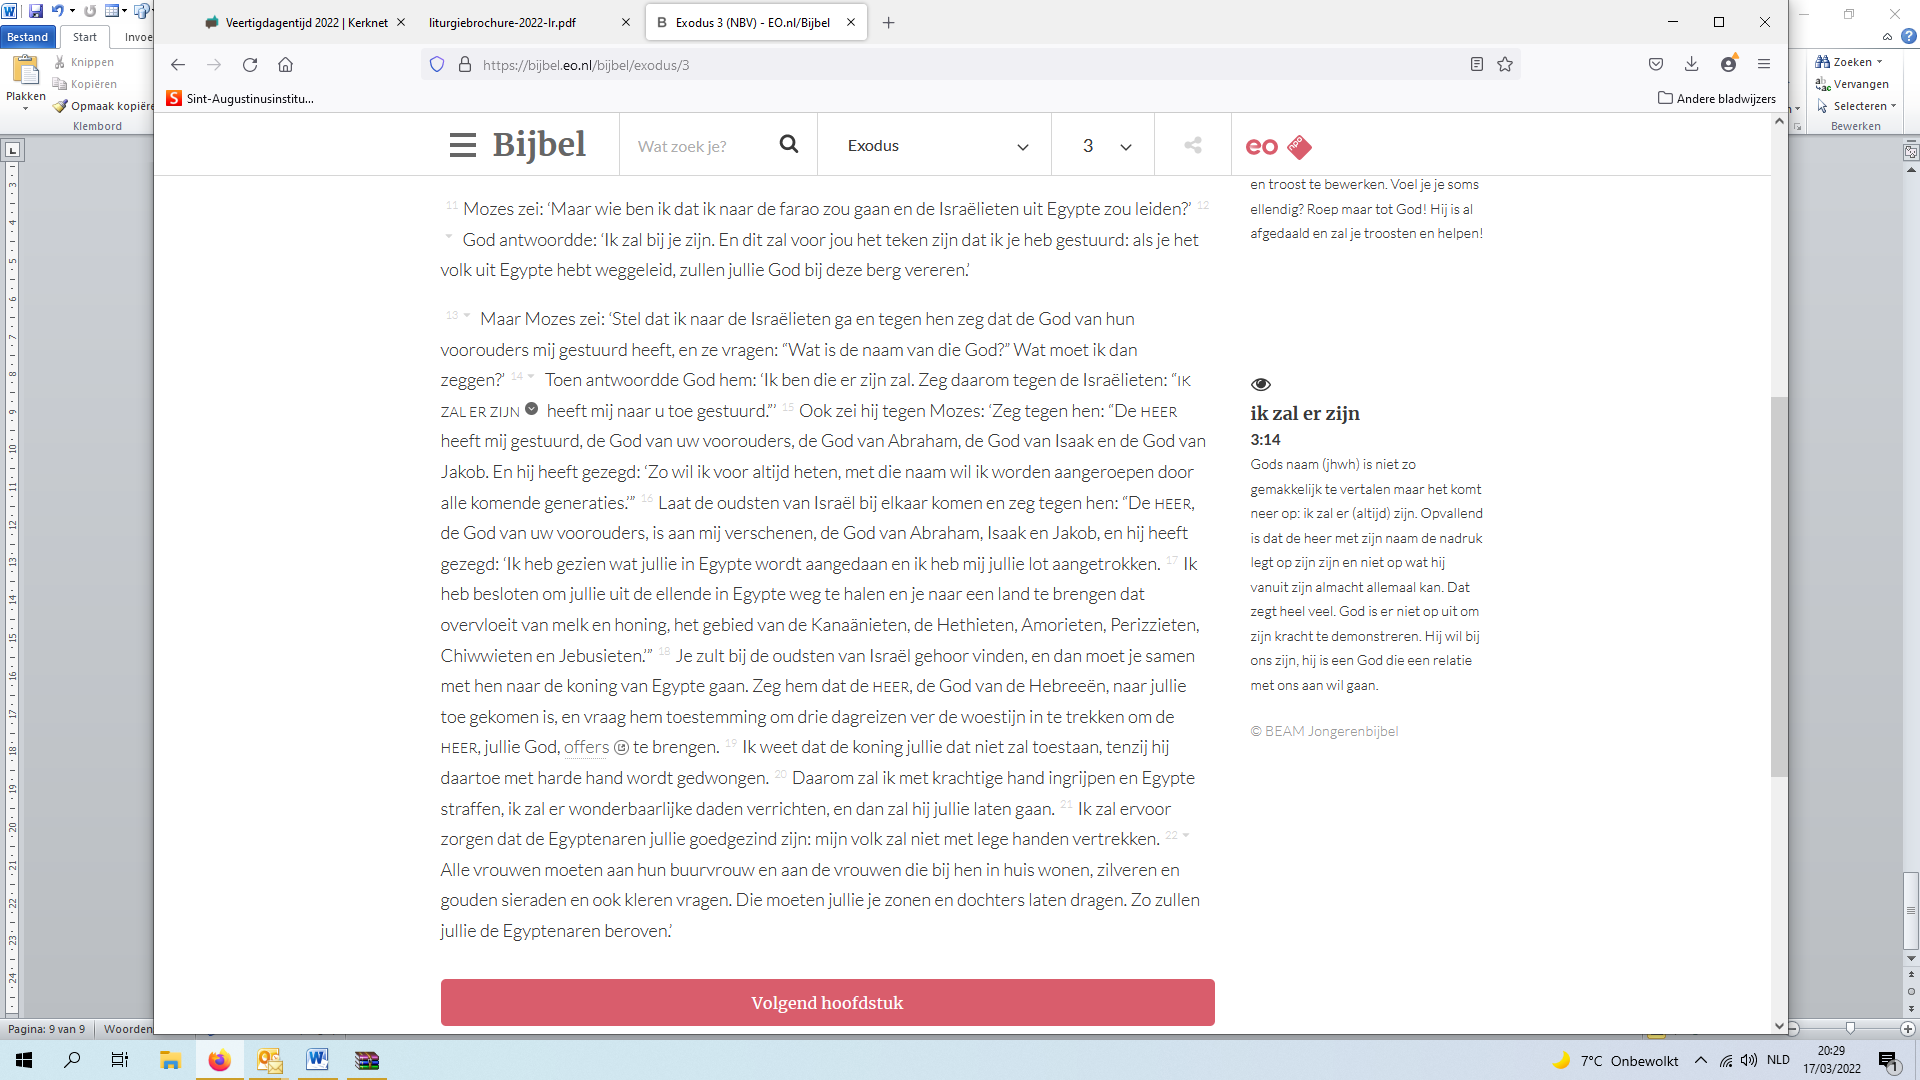 Veertigdagentijd 2022 | Kerknet
liturgiebrochure-2022-lr.pdf
Exodus 3 (NBV) - EO.nl/Bijbel
Bestand
Start
Invoe
Knippen
Kopiëren
Opmaak kopiëre
Plakken
Klembord
Zoeken
Vervangen
Selecteren
Bewerken
https://bijbel.eo.nl/bijbel/exodus/3
Sint-Augustinusinstitu...
Andere bladwijzers
Bijbel
Wat zoek je?
Exodus
3
eo
npo
11 Mozes zei: ‘Maar wie ben ik dat ik naar de farao zou gaan en de Israëlieten uit Egypte zou leiden?’ 12
God antwoordde: ‘Ik zal bij je zijn. En dit zal voor jou het teken zijn dat ik je heb gestuurd: als je het
volk uit Egypte hebt weggeleid, zullen jullie God bij deze berg vereren.’
13 Maar Mozes zei: ‘Stel dat ik naar de Israëlieten ga en tegen hen zeg dat de God van hun
voorouders mij gestuurd heeft, en ze vragen: “Wat is de naam van die God?” Wat moet ik dan
zeggen?’ 14 Toen antwoordde God hem: ‘Ik ben die er zijn zal. Zeg daarom tegen de Israëlieten: “IK
ZAL ER ZIJN heeft mij naar u toe gestuurd.”’ 15 Ook zei hij tegen Mozes: ‘Zeg tegen hen: “De HEER
heeft mij gestuurd, de God van uw voorouders, de God van Abraham, de God van Isaak en de God van
Jakob. En hij heeft gezegd: ‘Zo wil ik voor altijd heten, met die naam wil ik worden aangeroepen door
alle komende generaties.’” 16 Laat de oudsten van Israël bij elkaar komen en zeg tegen hen: “De HEER,
de God van uw voorouders, is aan mij verschenen, de God van Abraham, Isaak en Jakob, en hij heeft
gezegd: ‘Ik heb gezien wat jullie in Egypte wordt aangedaan en ik heb mij jullie lot aangetrokken. 17 Ik
heb besloten om jullie uit de ellende in Egypte weg te halen en je naar een land te brengen dat
overvloeit van melk en honing, het gebied van de Kanaänieten, de Hethieten, Amorieten, Perizzieten,
Chiwwieten en Jebusieten.’” 18 Je zult bij de oudsten van Israël gehoor vinden, en dan moet je samen
met hen naar de koning van Egypte gaan. Zeg hem dat de HEER, de God van de Hebreeën, naar jullie
toe gekomen is, en vraag hem toestemming om drie dagreizen ver de woestijn in te trekken om de
HEER, jullie God, offers te brengen. 19 Ik weet dat de koning jullie dat niet zal toestaan, tenzij hij
daartoe met harde hand wordt gedwongen. 20 Daarom zal ik met krachtige hand ingrijpen en Egypte
straffen, ik zal er wonderbaarlijke daden verrichten, en dan zal hij jullie laten gaan. 21 Ik zal ervoor
zorgen dat de Egyptenaren jullie goedgezind zijn: mijn volk zal niet met lege handen vertrekken. 22
Alle vrouwen moeten aan hun buurvrouw en aan de vrouwen die bij hen in huis wonen, zilveren en
gouden sieraden en ook kleren vragen. Die moeten jullie je zonen en dochters laten dragen. Zo zullen
jullie de Egyptenaren beroven.’
Volgend hoofdstuk
en troost te bewerken. Voel je je soms
ellendig? Roep maar tot God! Hij is al
afgedaald en zal je troosten en helpen!
ik zal er zijn
3:14
Gods naam (jhwh) is niet zo
gemakkelijk te vertalen maar het komt
neer op: ik zal er (altijd) zijn. Opvallend
is dat de heer met zijn naam de nadruk
legt op zijn zijn en niet op wat hij
vanuit zijn almacht allemaal kan. Dat
zegt heel veel. God is er niet op uit om
zijn kracht te demonstreren. Hij wil bij
ons zijn, hij is een God die een relatie
met ons aan wil gaan.
© BEAM Jongerenbijbel
Pagina: 9 van 9
Woorden
7°C Onbewolkt
NLD
20:29
17/03/2022
1